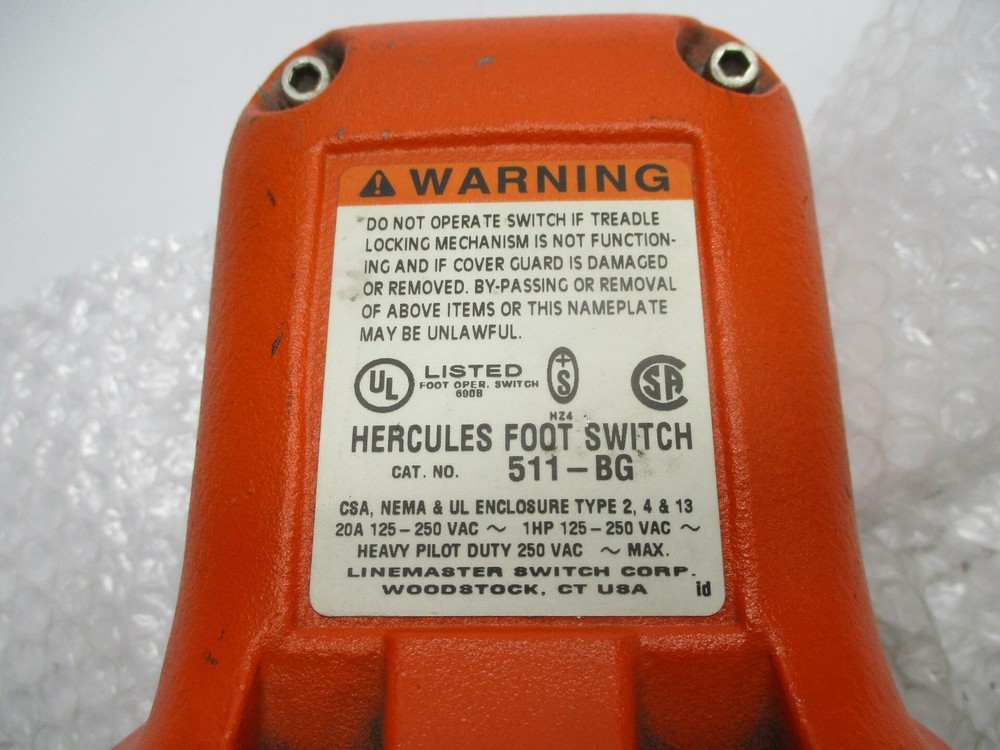 WARNING
DO NOT OPERATE SWITCH IF TREADLE
LOCKING MECHANISM IS NOT FUNCTION-
ING AND IF COVER GUARD IS DAMAGED
OR REMOVED. BY-PASSING OR REMOVAL
OF ABOVE ITEMS OR THIS NAMEPLATE
MAY BE UNLAWFUL.
UL LISTED
FOOT OPER. SWITCH
690B
+S
NZ4
SA
HERCULES FOOT SWITCH
CAT. NO. 511-BG
CSA, NEMA & UL ENCLOSURE TYPE 2, 4 & 13
20A 125-250 VAC ~ 1HP 125-250 VAC ~
HEAVY PILOT DUTY 250 VAC ~ MAX.
LINEMASTER SWITCH CORP.
WOODSTOCK, CT USA id